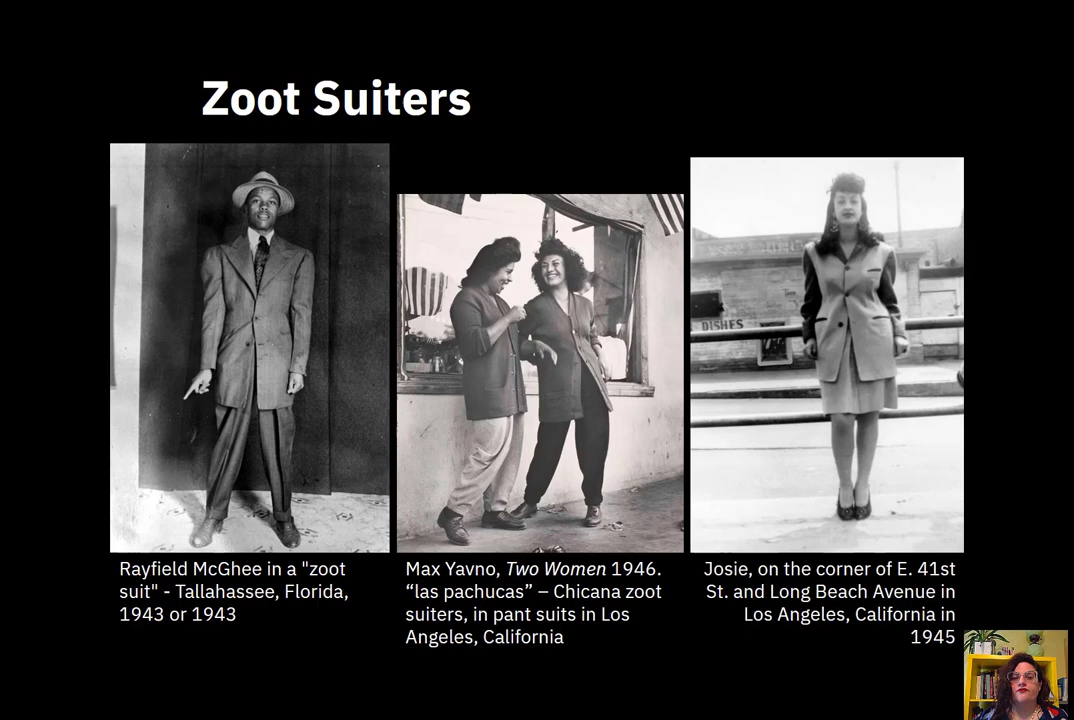 Zoot Suiters
DISHES
Rayfield McGhee in a "zoot
suit" - Tallahassee, Florida,
1943 or 1943
Max Yavno, Two Women 1946.
“las pachucas” – Chicana zoot
suiters, in pant suits in Los
Angeles, California
Josie, on the corner of E. 41st
St. and Long Beach Avenue in
Los Angeles, California in
1945